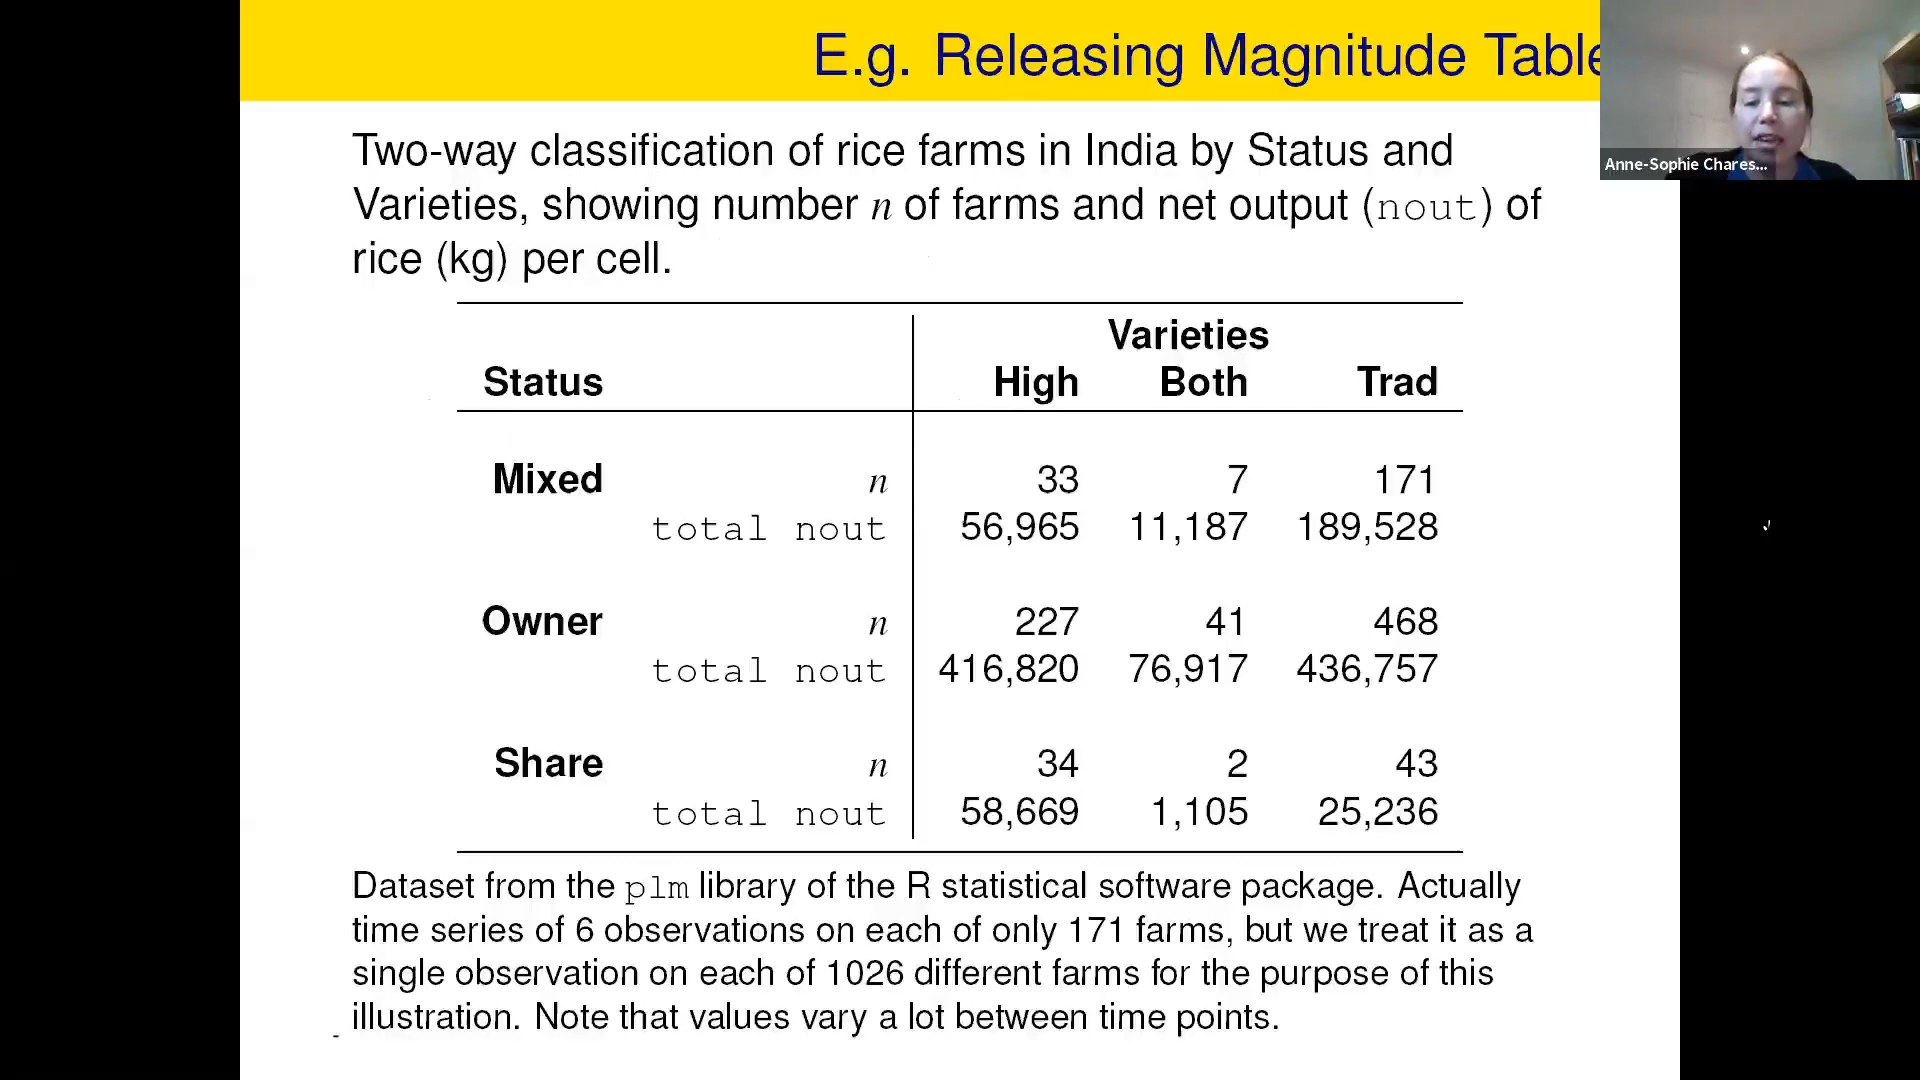 E.g. Releasing Magnitude Table
Anne-Sophie Chares...
Two-way classification of rice farms in India by Status and
Varieties, showing number n of farms and net output (nout) of
rice (kg) per cell.
Varieties
Status High Both Trad
Mixed n 33 7 171
total nout 56,965 11,187 189,528
Owner n 227 41 468
total nout 416,820 76,917 436,757
Share n 34 2 43
total nout 58,669 1,105 25,236
Dataset from the plm library of the R statistical software package. Actually
time series of 6 observations on each of only 171 farms, but we treat it as a
single observation on each of 1026 different farms for the purpose of this
illustration. Note that values vary a lot between time points.